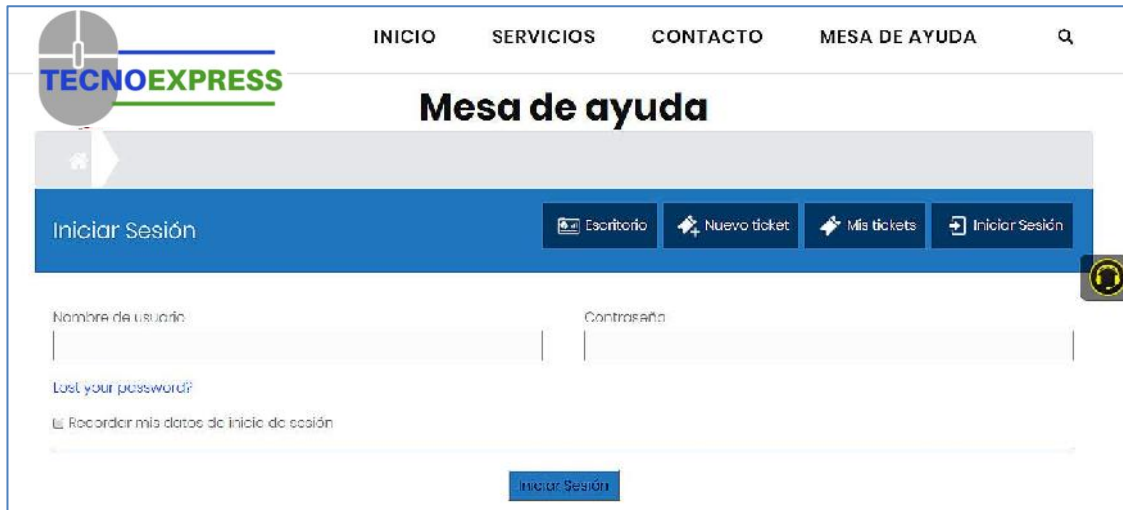 INICIO SERVICIOS CONTACTO MESA DE AYUDA
TECNOEXPRESS
Mesa de ayuda
Iniciar Sesión
Escritorio
Nuevo ticket
Mis tickets
Iniciar Sesión
Nombre de usuario
Contraseña
Lost your password?
Recordar mis datos de inicio de sesión
Iniciar Sesión